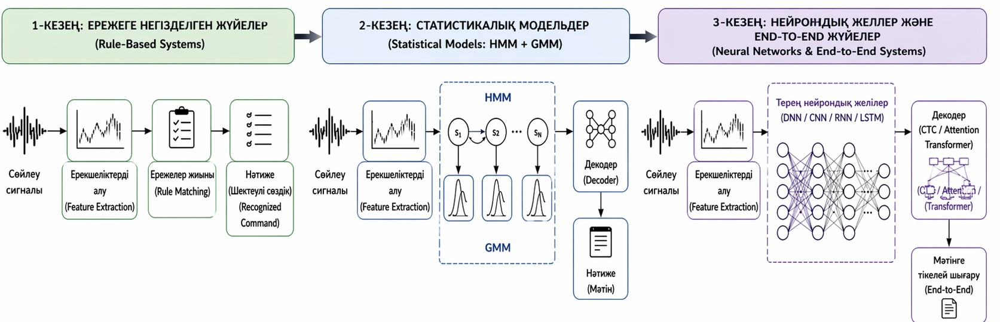 1-КЕЗЕҢ: ЕРЕЖЕГЕ НЕГІЗДЕЛГЕН ЖҮЙЕЛЕР
(Rule-Based Systems)
2-КЕЗЕҢ: СТАТИСТИКАЛЫҚ МОДЕЛЬДЕР
(Statistical Models: HMM + GMM)
3-КЕЗЕҢ: НЕЙРОНДЫҚ ЖЕЛЛЕР ЖӘНЕ
END-TO-END ЖҮЙЕЛЕР
(Neural Networks & End-to-End Systems)
Сөйлеу
сигналы
Ерекшеліктерді
алу
(Feature Extraction)
Ережелер жиыны
(Rule Matching)
Нәтиже
(Шектеулі сөздік)
(Recognized
Command)
Сөйлеу
сигналы
Ерекшеліктерді
алу
(Feature Extraction)
HMM
S1
S2
...
SN
GMM
Декодер
(Decoder)
Нәтиже
(Мәтін)
Сөйлеу
сигналы
Ерекшеліктерді
алу
(Feature Extraction)
Терең нейрондық желілер
(DNN / CNN / RNN / LSTM)
Декодер
(CTC / Attention
Transformer)
/ Attention /
(Transformer)
Мәтінге
тікелей шығару
(End-to-End)